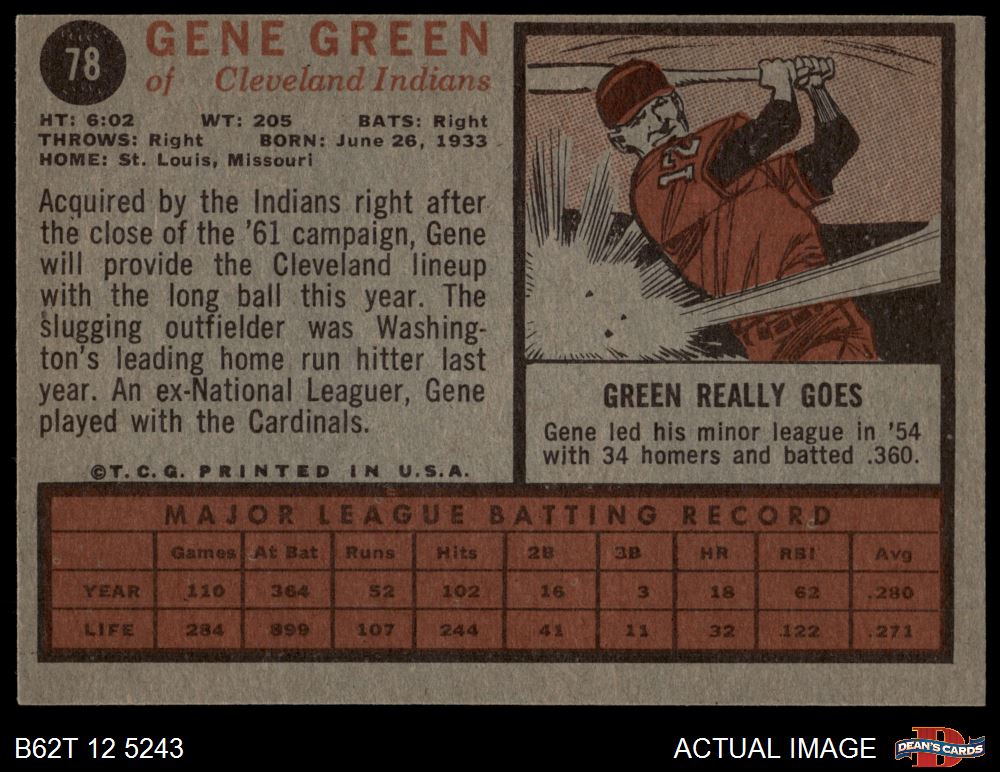 78
GENE GREEN
of Cleveland Indians
HT: 6:02 WT: 205 BATS: Right
THROWS: Right BORN: June 26, 1933
HOME: St. Louis, Missouri
Acquired by the Indians right after
the close of the '61 campaign, Gene
will provide the Cleveland lineup
with the long ball this year. The
slugging outfielder was Washing-
ton's leading home run hitter last
year. An ex-National Leaguer, Gene
played with the Cardinals.
©T.C.G. PRINTED IN U.S.A.
12
GREEN REALLY GOES
Gene led his minor league in '54
with 34 homers and batted .360.
MAJOR LEAGUE BATTING RECORD
Games At Bat Runs Hits 2B 3B HR RBI Avg
YEAR 110 364 52 102 16 3 18 62 .280
LIFE 284 899 107 244 41 11 32 122 .271
B62T 12 5243
ACTUAL IMAGE
D
DEAN'S CARDS